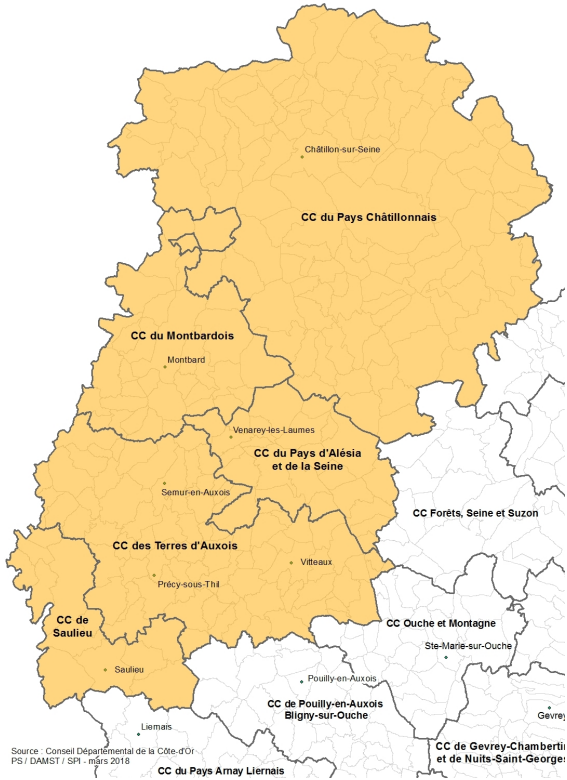 Châtillon-sur-Seine
CC du Pays Châtillonnais
CC du Montbardois
Montbard
Venarey-les-Laumes
CC du Pays d'Alésia
et de la Seine
Semur-en-Auxois
CC Forêts, Seine et Suzon
CC des Terres d'Auxois
Vitteaux
Précy-sous-Thil
CC de
Saulieu
CC Ouche et Montagne
Ste-Marie-sur-Ouche
Saulieu
Pouilly-en-Auxois
CC de Pouilly-en-Auxois
Bligny-sur-Ouche
Gevrey
Liernais
CC de Gevrey-Chambertin
et de Nuits-Saint-Georges
Source : Conseil Départemental de la Côte-d'Or
PS / DAMST / SPI - mars 2018
CC du Pays Arnay Liernais